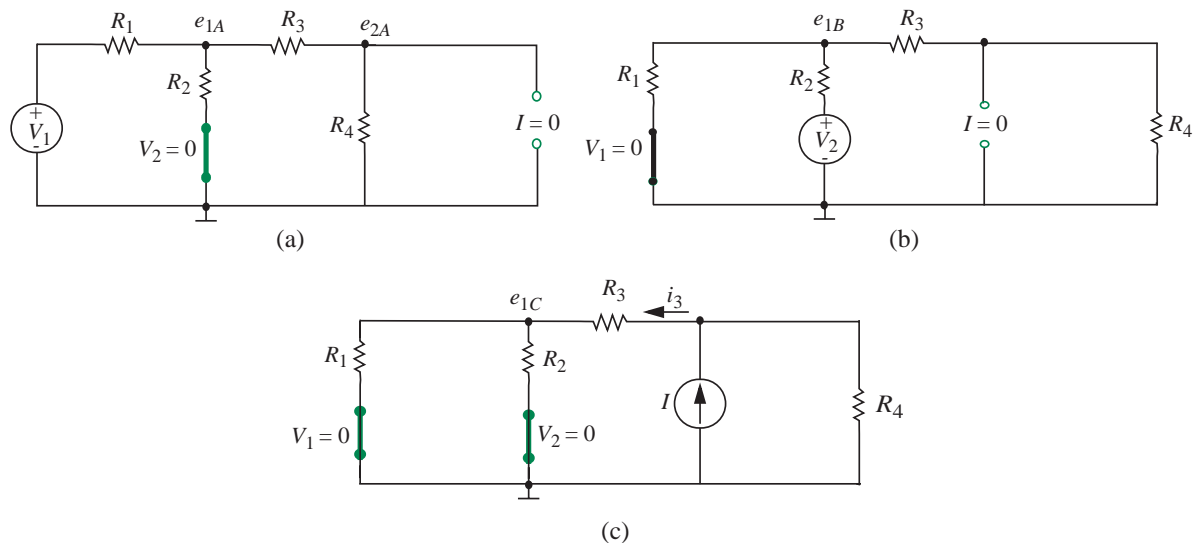 R1 e1A R3 e2A
R2
+
V1
-
V2 = 0
R4
I = 0
(a)
e1B R3
R1
R2
+
V2
-
V1 = 0
I = 0
R4
(b)
e1C R3 i3
R1
R2
I
R4
V1 = 0
V2 = 0
(c)